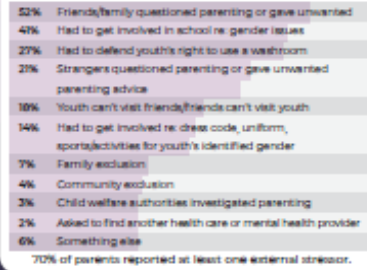 52% Friends/family questioned parenting or gave unwanted
41% Had to get involved in school re: gender issues
27% Had to defend youth's right to use a washroom
21% Strangers questioned parenting or gave unwanted
parenting advice
18% Youth can't visit friends/friends can't visit youth
14% Had to get involved re: dress code, uniform,
sports/activities for youth's identified gender
7% Family exclusion
4% Community exclusion
3% Child welfare authorities investigated parenting
2% Asked to find another health care or mental health provider
6% Something else
70% of parents reported at least one external stressor.